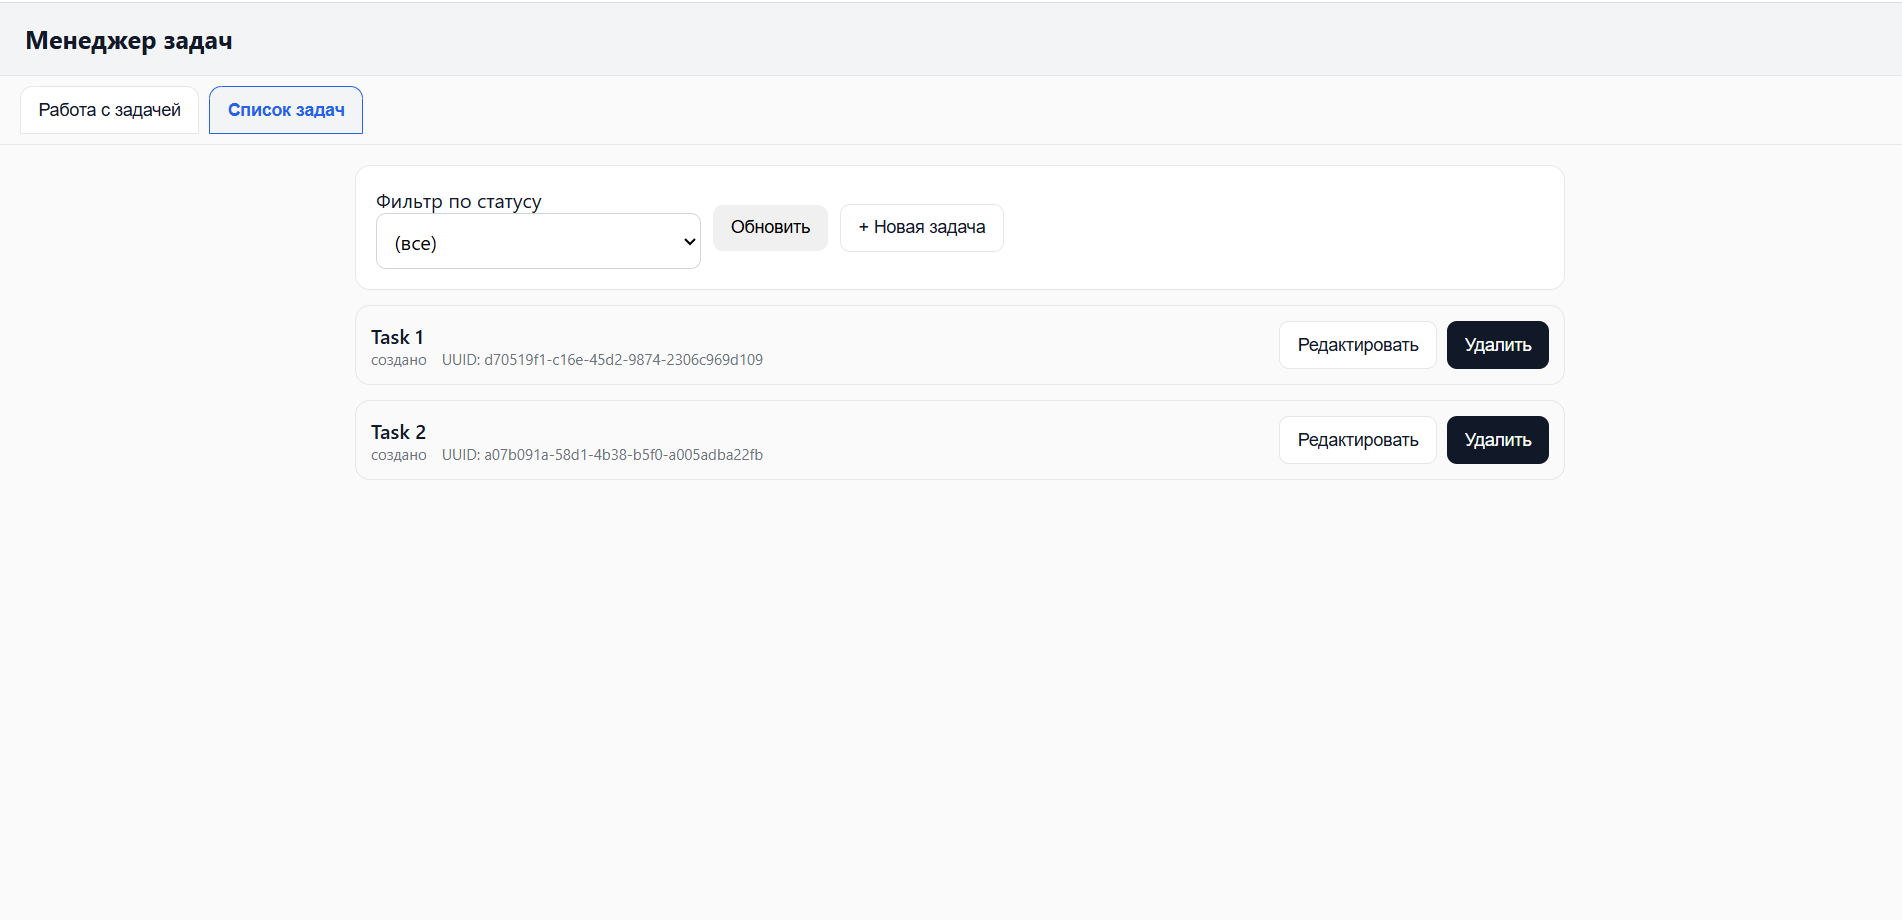 Менеджер задач
Работа с задачей
Список задач
Фильтр по статусу
(все)
Обновить
+ Новая задача
Task 1
создано UUID: d70519f1-c16e-45d2-9874-2306c969d109
Редактировать
Удалить
Task 2
создано UUID: a07b091a-58d1-4b38-b5f0-a005adba22fb
Редактировать
Удалить